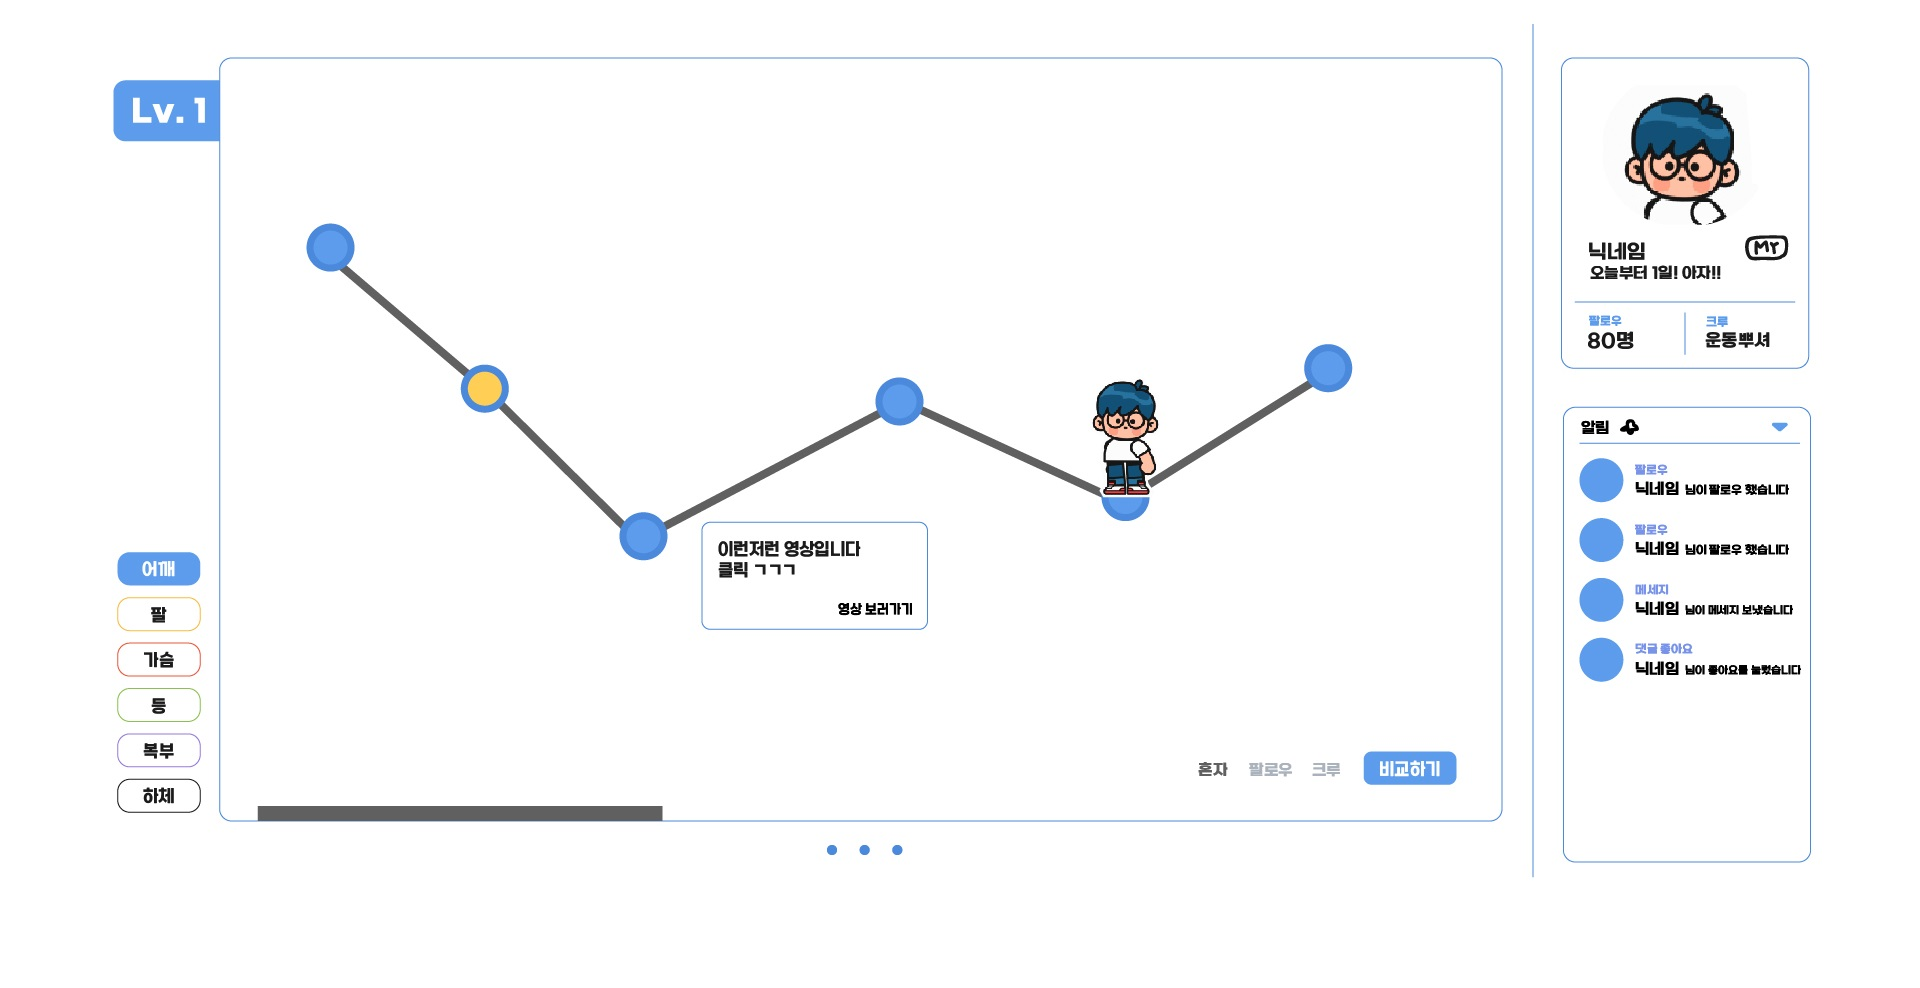 Lv. 1
어깨
팔
가슴
등
복부
하체
이런저런 영상입니다
클릭 ㄱㄱㄱ
영상 보러가기
혼자 팔로우 크루 비교하기
닉네임 MY
오늘부터 1일! 아자!!
팔로우 크루
80명 운동뿌셔
알림
팔로우
닉네임 님이 팔로우 했습니다
팔로우
닉네임 님이 팔로우 했습니다
메세지
닉네임 님이 메세지 보냈습니다
댓글 좋아요
닉네임 님이 좋아요를 눌렀습니다